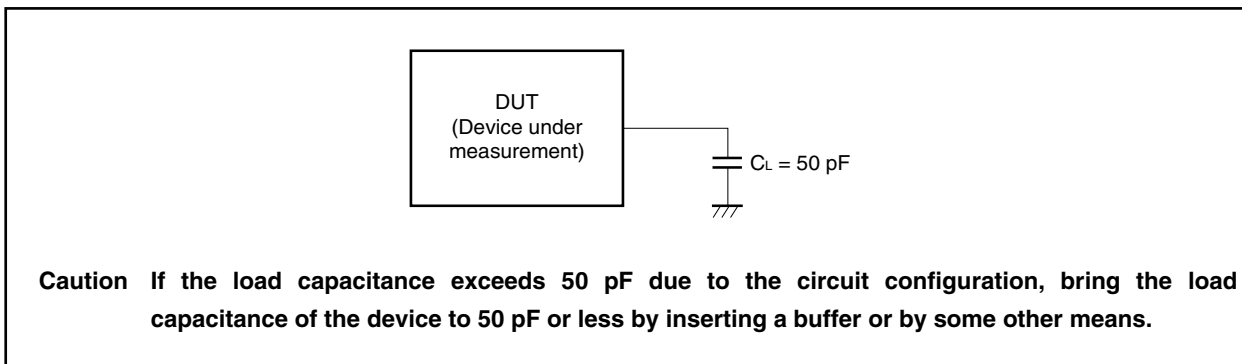 DUT
(Device under
measurement)
CL = 50 pF
Caution If the load capacitance exceeds 50 pF due to the circuit configuration, bring the load
capacitance of the device to 50 pF or less by inserting a buffer or by some other means.